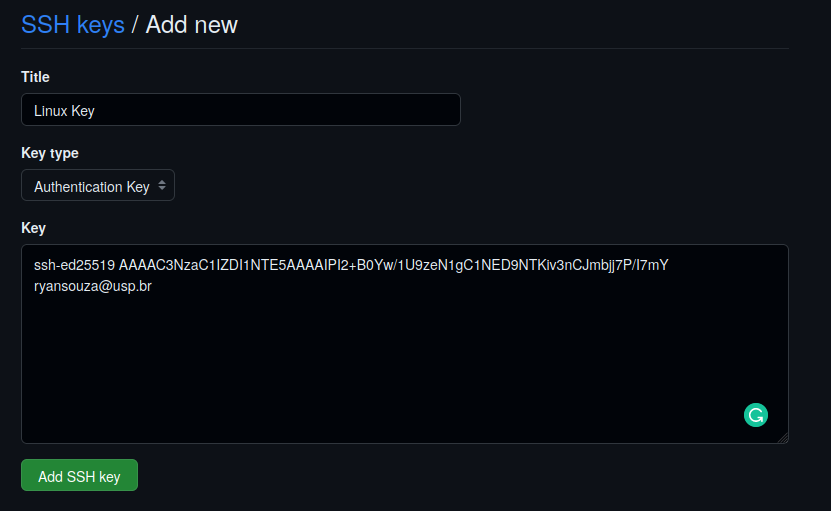 SSH keys / Add new
Title
Linux Key
Key type
Authentication Key
Key
ssh-ed25519 AAAAC3NzaC1lZDI1NTE5AAAAIPI2+B0Yw/1U9zeN1gC1NED9NTKiv3nCJmbjj7P/I7mY
ryansouza@usp.br
Add SSH key